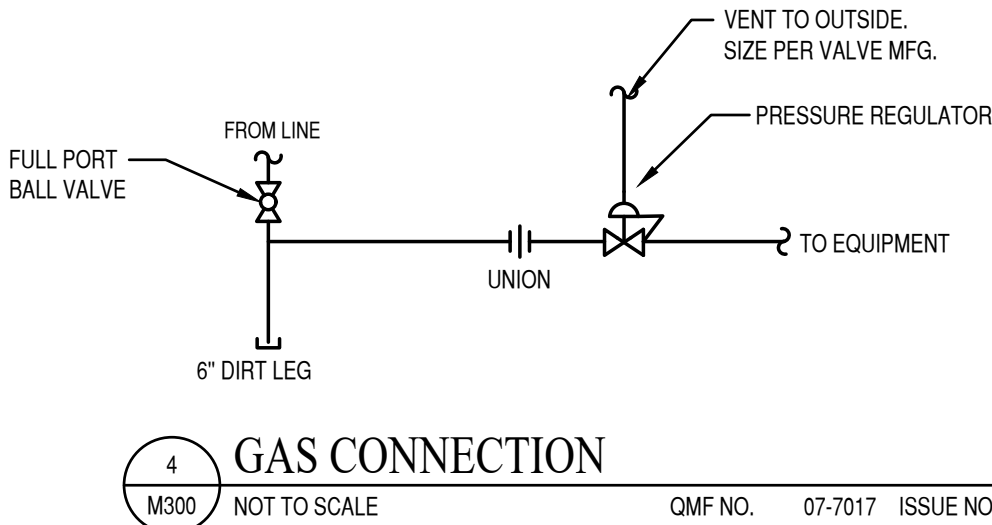 VENT TO OUTSIDE.
SIZE PER VALVE MFG.
PRESSURE REGULATOR
FROM LINE
FULL PORT
BALL VALVE
TO EQUIPMENT
UNION
6" DIRT LEG
4
GAS CONNECTION
M300
NOT TO SCALE
QMF NO. 07-7017 ISSUE NO